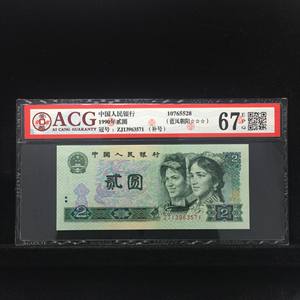 ACG
AI CANG GUARANTY
中国人民银行
1990年贰圆
冠号:ZJ13963571 (补号)
10765528
(蓝凤朝阳☆☆☆)
67 EPQ
中国人民银行
贰圆
2
2
ZJ13963571